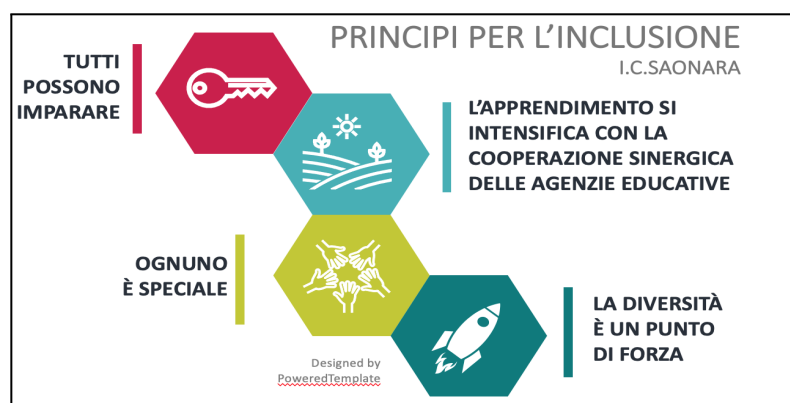 PRINCIPI PER L’INCLUSIONE
I.C.SAONARA
TUTTI
POSSONO
IMPARARE
L’APPRENDIMENTO SI
INTENSIFICA CON LA
COOPERAZIONE SINERGICA
DELLE AGENZIE EDUCATIVE
OGNUNO
È SPECIALE
LA DIVERSITÀ
È UN PUNTO
DI FORZA
Designed by
PoweredTemplate